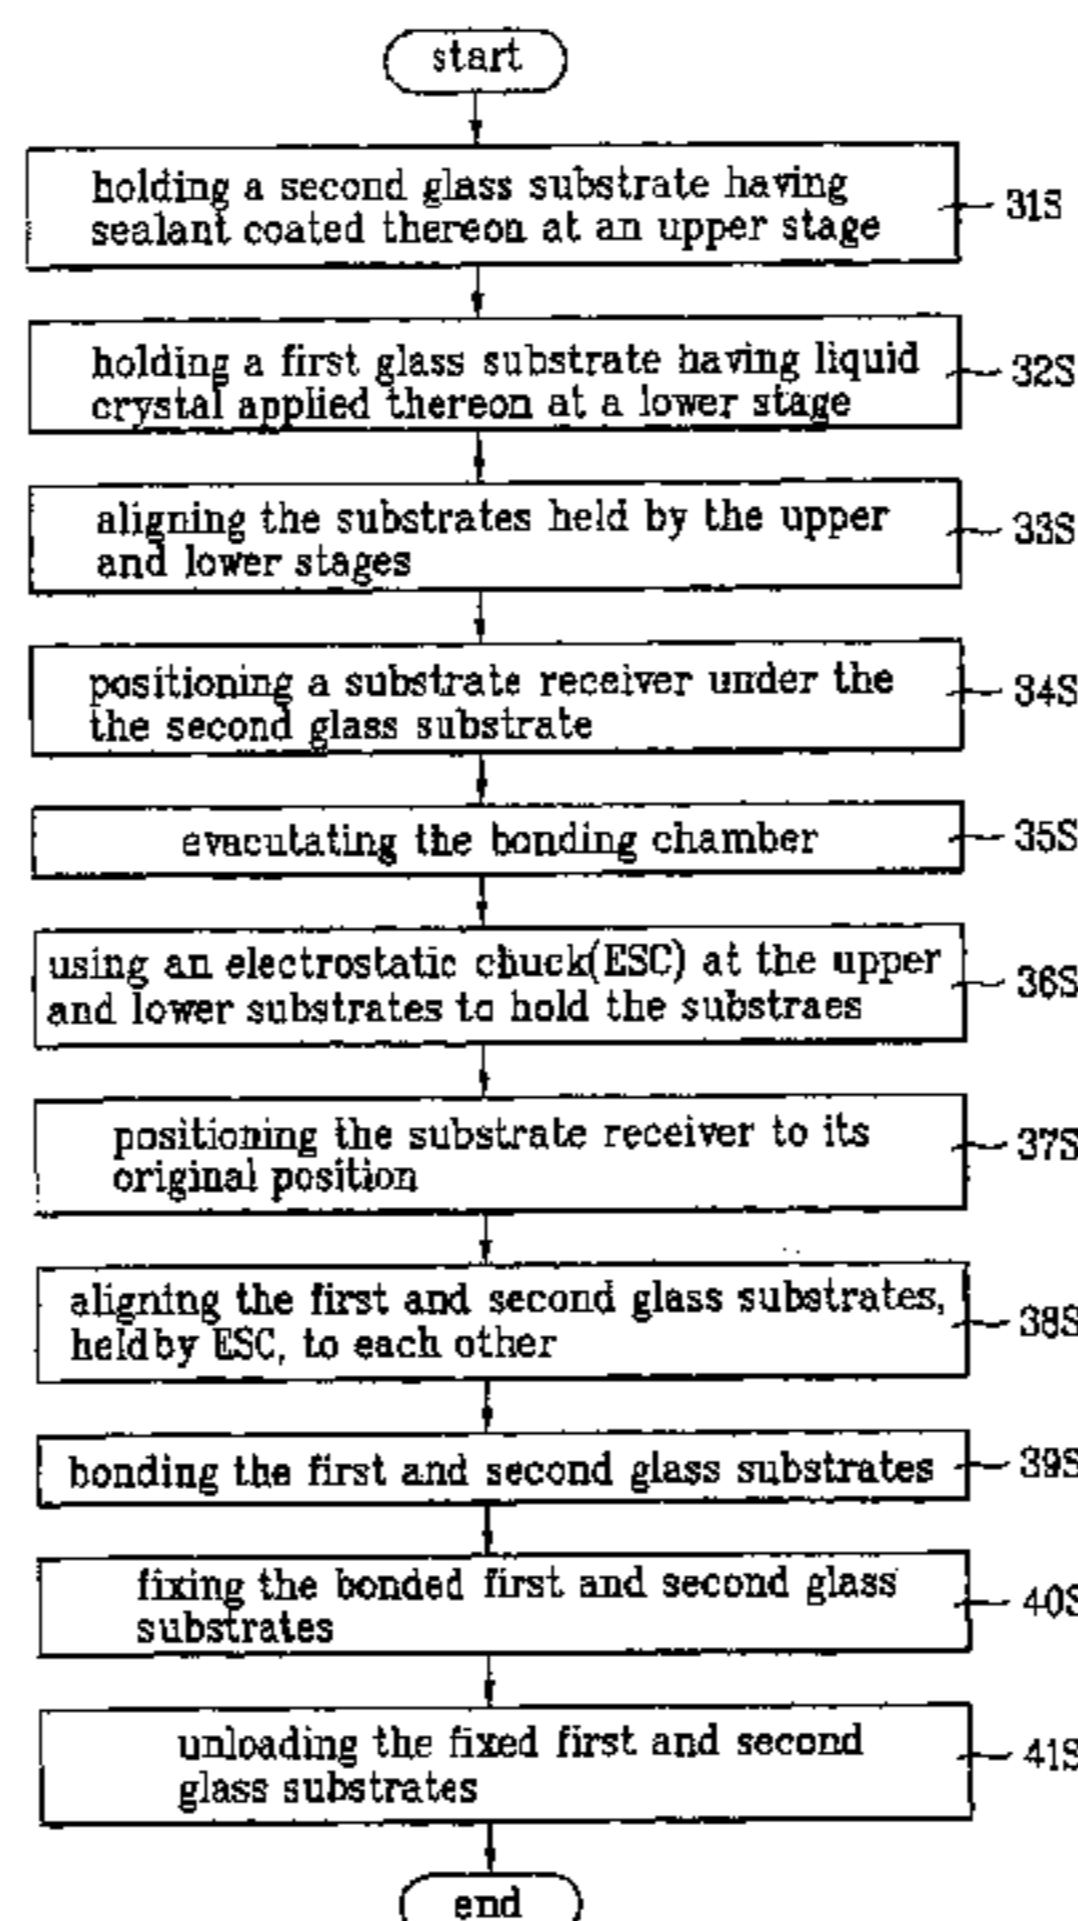 start
holding a second glass substrate having
sealant coated thereon at an upper stage
31S
holding a first glass substrate having liquid
crystal applied thereon at a lower stage
32S
aligning the substrates held by the upper
and lower stages
33S
positioning a substrate receiver under the
the second glass substrate
34S
evacutating the bonding chamber
35S
using an electrostatic chuck(ESC) at the upper
and lower substrates to hold the substraes
36S
positioning the substrate receiver to its
original position
37S
aligning the first and second glass substrates,
held by ESC, to each other
38S
bonding the first and second glass substrates
39S
fixing the bonded first and second glass
substrates
40S
unloading the fixed first and second
glass substrates
41S
end